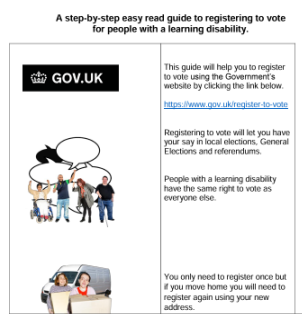 A step-by-step easy read guide to registering to vote
for people with a learning disability.
GOV.UK
This guide will help you to register
to vote using the Government's
website by clicking the link below.
https://www.gov.uk/register-to-vote
Registering to vote will let you have
your say in local elections, General
Elections and referendums.
People with a learning disability
have the same right to vote as
everyone else.
You only need to register once but
if you move home you will need to
register again using your new
address.